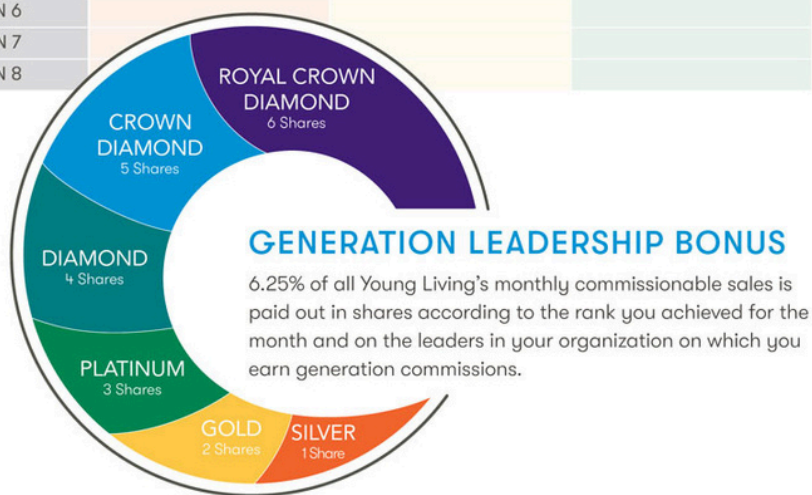 N 6
N 7
N 8
ROYAL CROWN
DIAMOND
6 Shares
CROWN
DIAMOND
5 Shares
DIAMOND
4 Shares
PLATINUM
3 Shares
GOLD
2 Shares
SILVER
1 Share
GENERATION LEADERSHIP BONUS
6.25% of all Young Living's monthly commissionable sales is
paid out in shares according to the rank you achieved for the
month and on the leaders in your organization on which you
earn generation commissions.